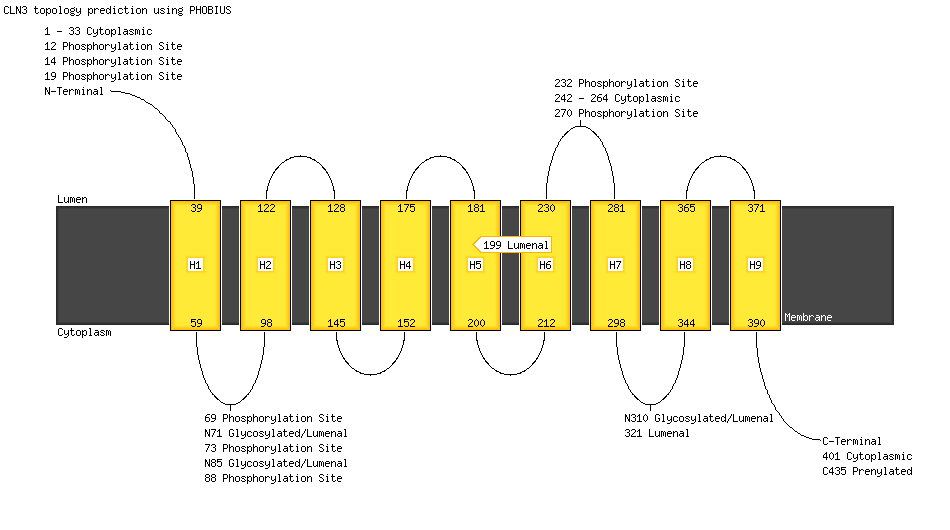 CLN3 topology prediction using PHOBIUS
1 - 33 Cytoplasmic
12 Phosphorylation Site
14 Phosphorylation Site
19 Phosphorylation Site
N-Terminal
232 Phosphorylation Site
242 - 264 Cytoplasmic
270 Phosphorylation Site
Lumen
39 122 128 175 181 230 281 365 371
199 Lumenal
H1 H2 H3 H4 H5 H6 H7 H8 H9
59 98 145 152 200 212 298 344 390
Membrane
Cytoplasm
69 Phosphorylation Site
N71 Glycosylated/Lumenal
73 Phosphorylation Site
N85 Glycosylated/Lumenal
88 Phosphorylation Site
N310 Glycosylated/Lumenal
321 Lumenal
C-Terminal
401 Cytoplasmic
C435 Prenylated